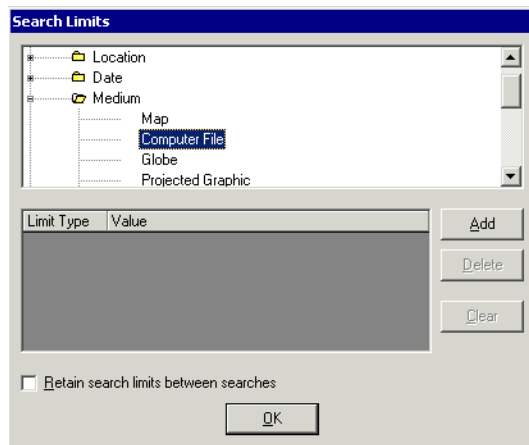 Search Limits
Location
Date
Medium
Map
Computer File
Globe
Projected Graphic
Limit Type Value
Add
Delete
Clear
Retain search limits between searches
OK